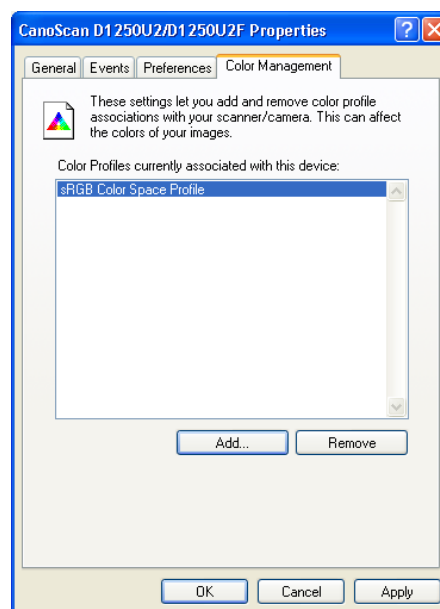 CanoScan D1250U2/D1250U2F Properties
General Events Preferences Color Management
These settings let you add and remove color profile
associations with your scanner/camera. This can affect
the colors of your images.
Color Profiles currently associated with this device:
sRGB Color Space Profile
Add... Remove
OK Cancel Apply